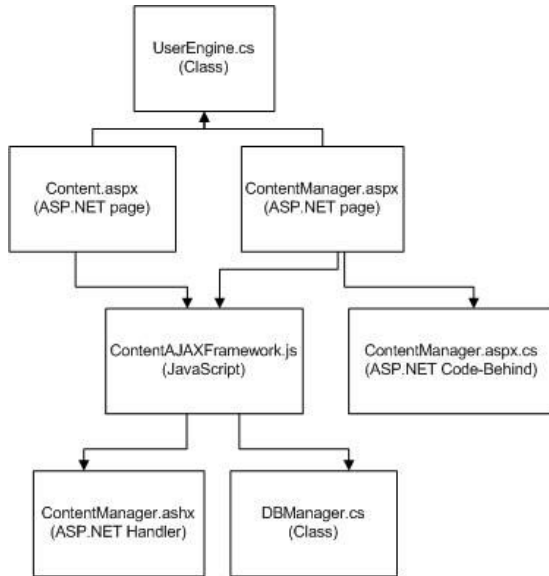 UserEngine.cs
(Class)
Content.aspx
(ASP.NET page)
ContentManager.aspx
(ASP.NET page)
ContentAJAXFramework.js
(JavaScript)
ContentManager.aspx.cs
(ASP.NET Code-Behind)
ContentManager.ashx
(ASP.NET Handler)
DBManager.cs
(Class)